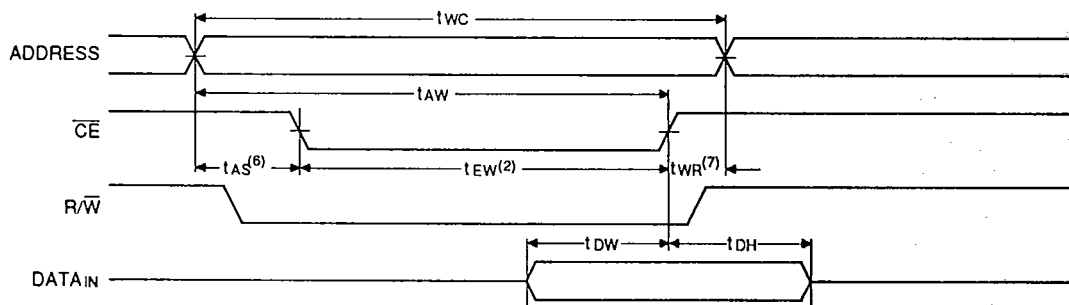 tWC
ADDRESS
tAW
CE
tAS(6) tEW(2) tWR(7)
R/W
tDW tDH
DATAIN